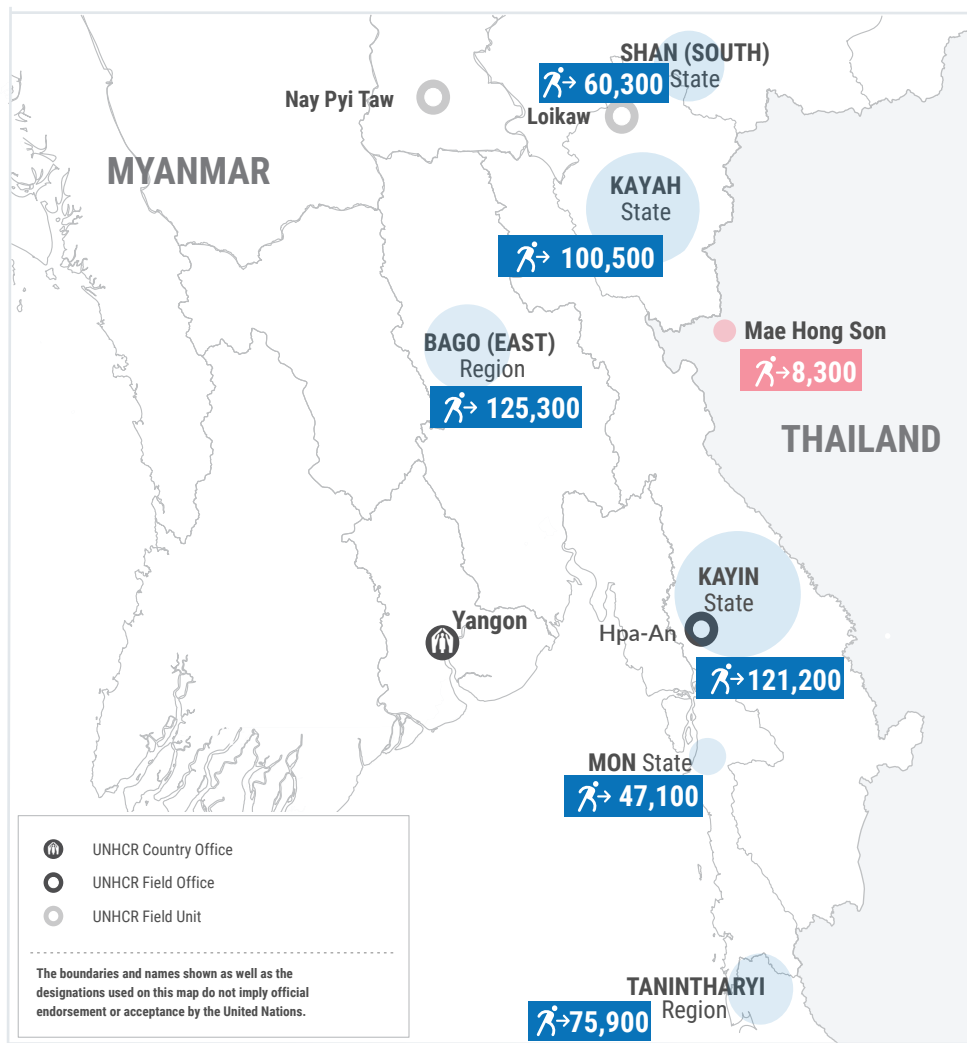 SHAN (SOUTH)
State
60,300
Nay Pyi Taw
Loikaw
MYANMAR
KAYAH
State
100,500
Mae Hong Son
8,300
BAGO (EAST)
Region
125,300
THAILAND
KAYIN
State
Yangon
Hpa-An
121,200
MON State
47,100
UNHCR Country Office
UNHCR Field Office
UNHCR Field Unit
The boundaries and names shown as well as the
designations used on this map do not imply official
endorsement or acceptance by the United Nations.
TANINTHARYI
Region
75,900